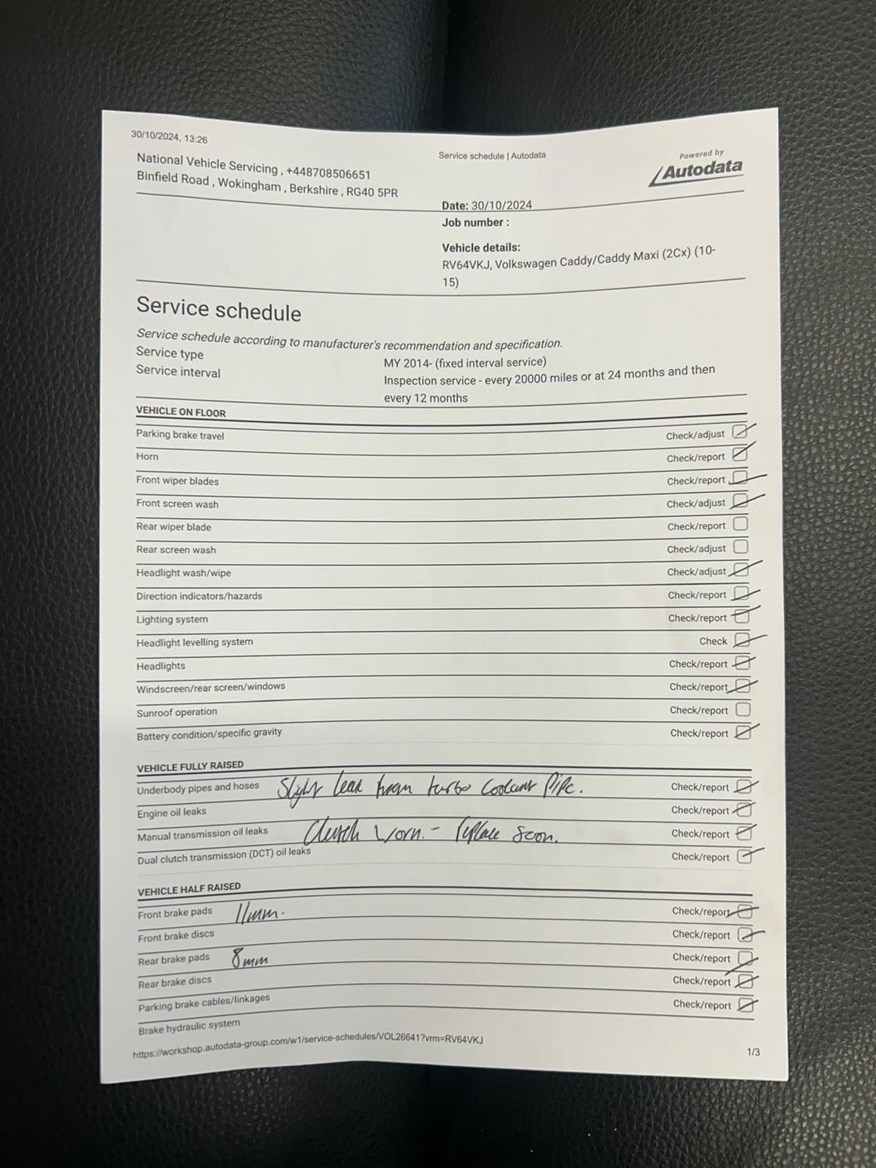 30/10/2024, 13:26
Service schedule | Autodata
National Vehicle Servicing , +448708506651
Binfield Road , Wokingham , Berkshire , RG40 5PR
Powered by
Autodata
Date: 30/10/2024
Job number :
Vehicle details:
RV64VKJ, Volkswagen Caddy/Caddy Maxi (2Cx) (10-
15)
Service schedule
Service schedule according to manufacturer's recommendation and specification.
Service type MY 2014- (fixed interval service)
Service interval Inspection service - every 20000 miles or at 24 months and then
every 12 months
VEHICLE ON FLOOR
Parking brake travel Check/adjust
Horn Check/report
Front wiper blades Check/report
Front screen wash Check/adjust
Rear wiper blade Check/report
Rear screen wash Check/adjust
Headlight wash/wipe Check/adjust
Direction indicators/hazards Check/report
Lighting system Check/report
Headlight levelling system Check
Headlights Check/report
Windscreen/rear screen/windows Check/report
Sunroof operation Check/report
Battery condition/specific gravity Check/report
VEHICLE FULLY RAISED
Underbody pipes and hoses Slight leak from turbo coolant pipe. Check/report
Engine oil leaks Check/report
Manual transmission oil leaks Clutch worn - replace soon. Check/report
Dual clutch transmission (DCT) oil leaks Check/report
VEHICLE HALF RAISED
Front brake pads 11mm. Check/report
Front brake discs Check/report
Rear brake pads 8mm Check/report
Rear brake discs Check/report
Parking brake cables/linkages Check/report
Brake hydraulic system
https://workshop.autodata-group.com/w1/service-schedules/VOL26641?vrm=RV64VKJ
1/3